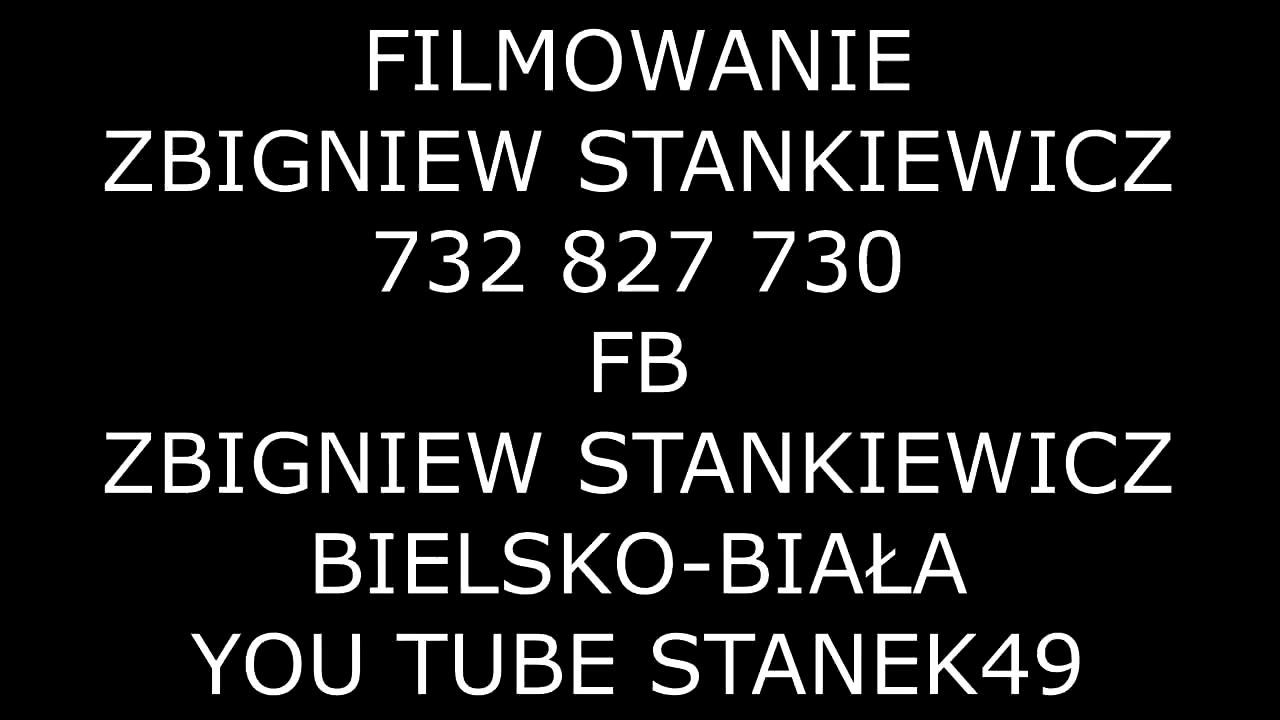 FILMOWANIE
ZBIGNIEW STANKIEWICZ
732 827 730
FB
ZBIGNIEW STANKIEWICZ
BIELSKO-BIAŁA
YOU TUBE STANEK49